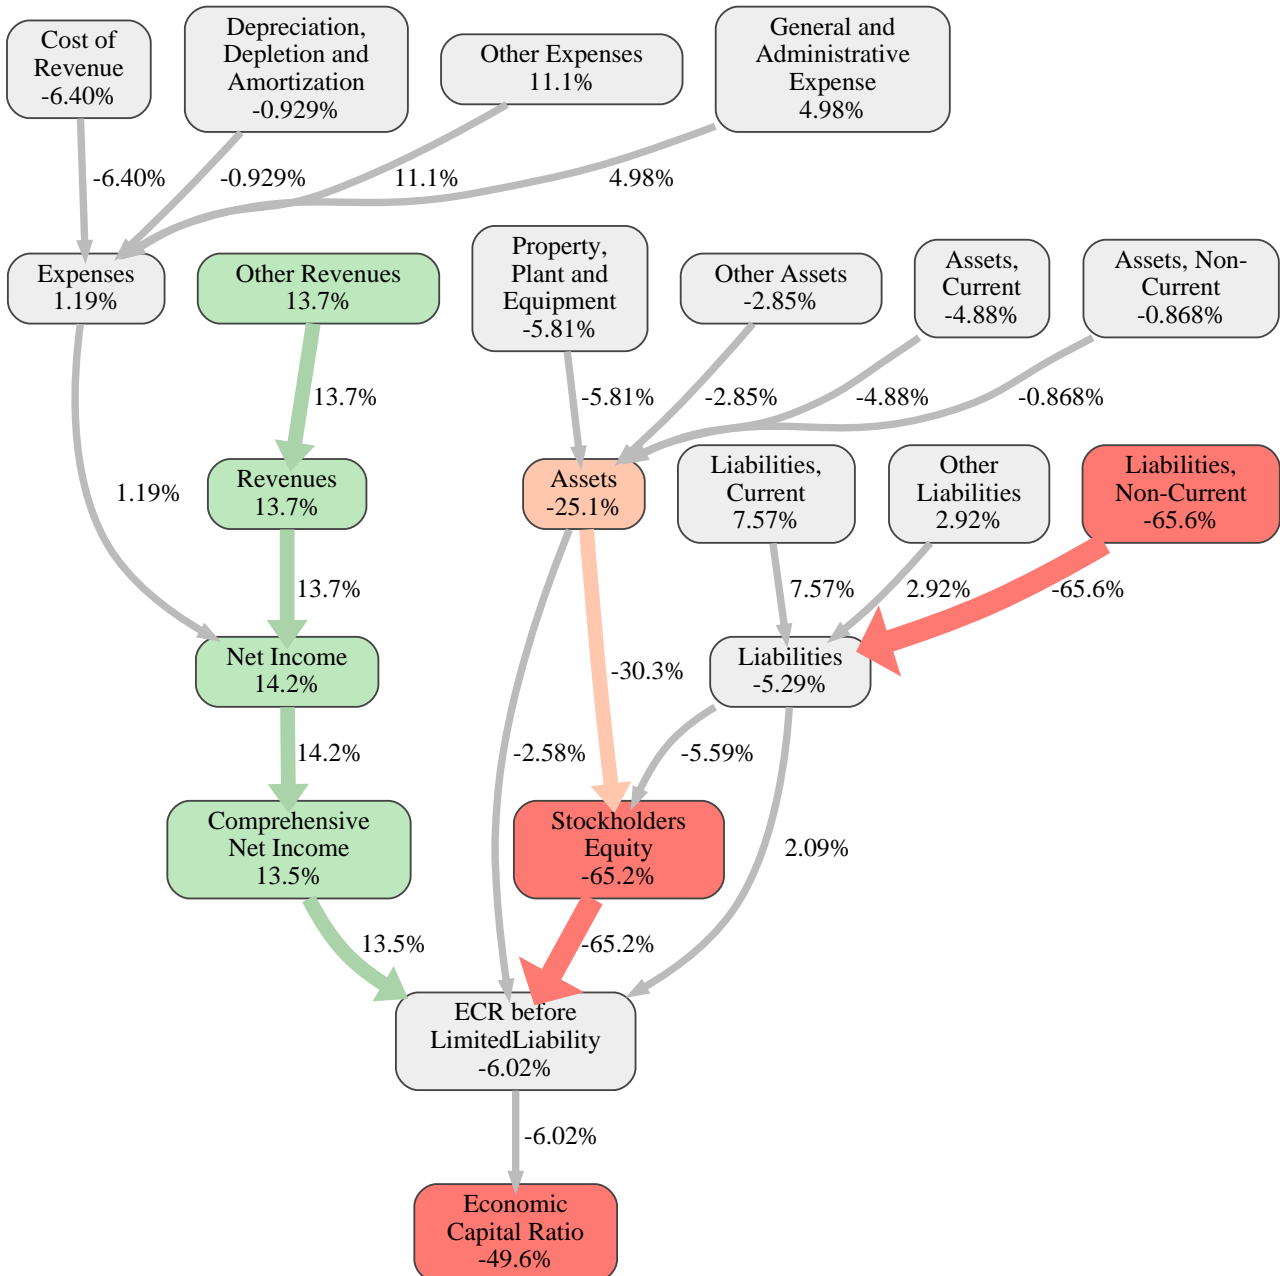 Cost of
Revenue
-6.40%
Depreciation,
Depletion and
Amortization
-0.929%
Other Expenses
11.1%
General and
Administrative
Expense
4.98%
-6.40%
-0.929%
11.1%
4.98%
Expenses
1.19%
Other Revenues
13.7%
Property,
Plant and
Equipment
-5.81%
Other Assets
-2.85%
Assets,
Current
-4.88%
Assets, Non-
Current
-0.868%
13.7%
-5.81%
-2.85%
-4.88%
-0.868%
1.19%
Revenues
13.7%
Assets
-25.1%
Liabilities,
Current
7.57%
Other
Liabilities
2.92%
Liabilities,
Non-Current
-65.6%
13.7%
7.57%
2.92%
-65.6%
Net Income
14.2%
-30.3%
Liabilities
-5.29%
14.2%
-2.58%
-5.59%
Comprehensive
Net Income
13.5%
Stockholders
Equity
-65.2%
2.09%
13.5%
-65.2%
ECR before
LimitedLiability
-6.02%
-6.02%
Economic
Capital Ratio
-49.6%